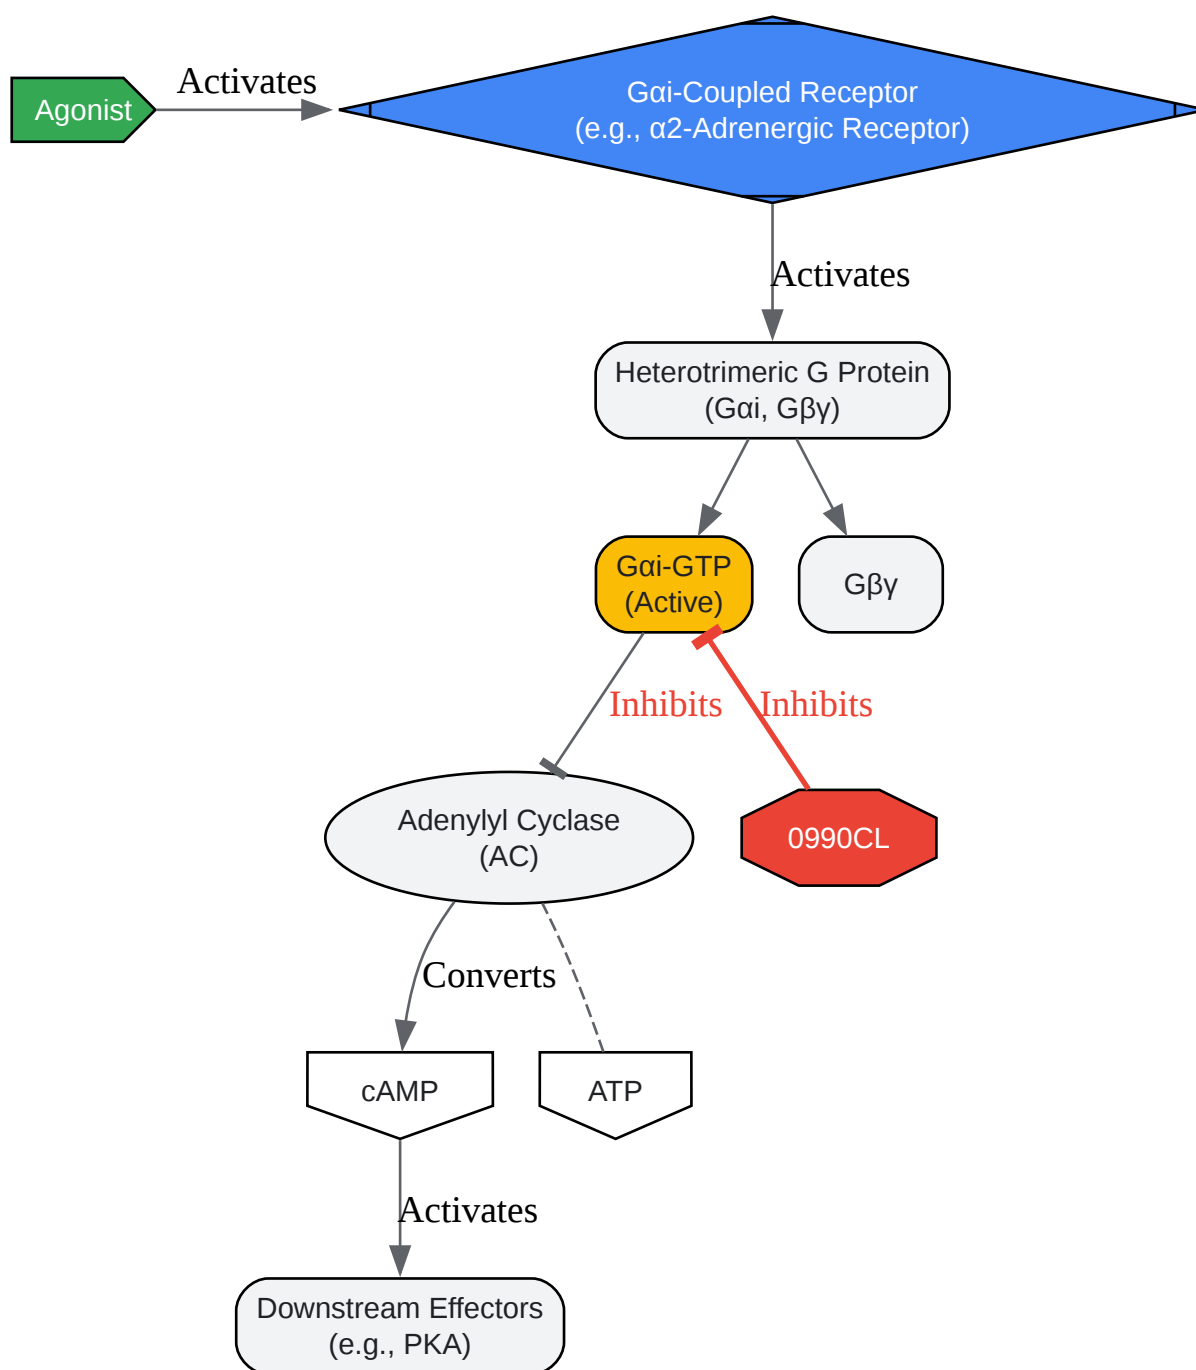 Agonist
Activates
Gαi-Coupled Receptor
(e.g., α2-Adrenergic Receptor)
Activates
Heterotrimeric G Protein
(Gαi, Gβγ)
Gαi-GTP
(Active)
Gβγ
Inhibits
Inhibits
Adenylyl Cyclase
(AC)
0990CL
Converts
cAMP
ATP
Activates
Downstream Effectors
(e.g., PKA)